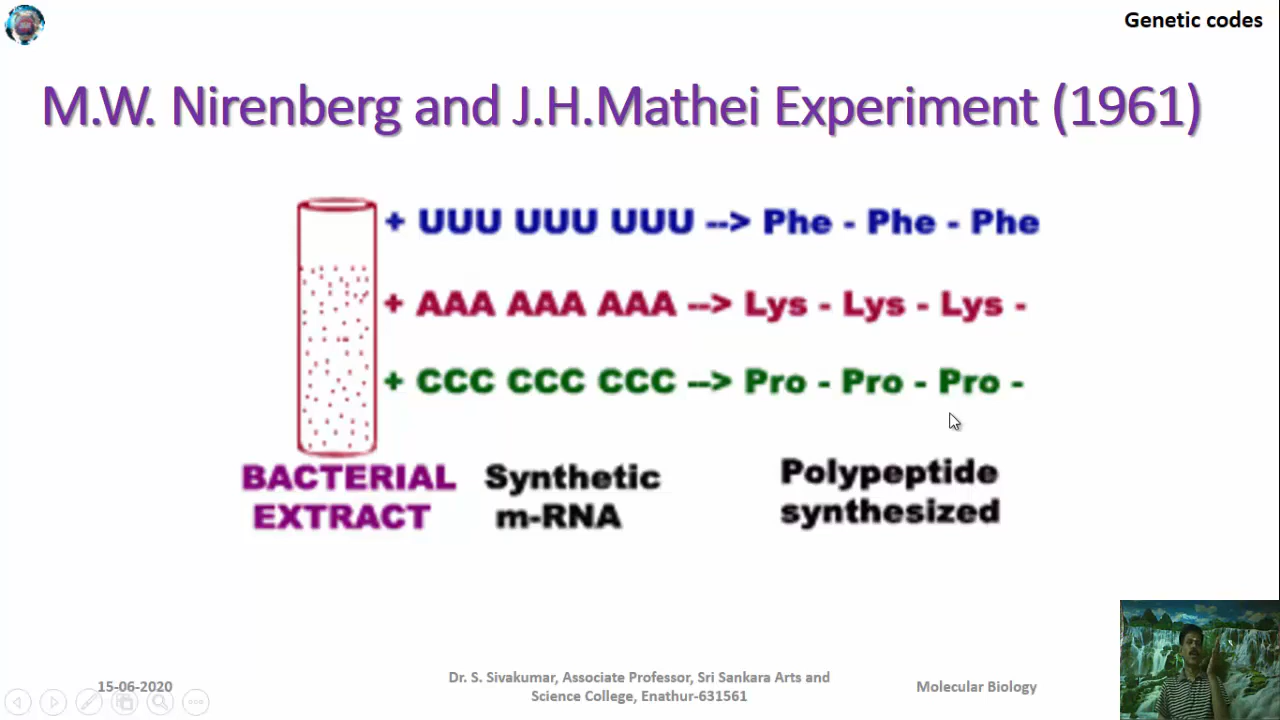 Genetic codes
M.W. Nirenberg and J.H.Mathei Experiment (1961)
+ UUU UUU UUU --> Phe - Phe - Phe
+ AAA AAA AAA --> Lys - Lys - Lys -
+ CCC CCC CCC --> Pro - Pro - Pro -
BACTERIAL
EXTRACT
Synthetic
m-RNA
Polypeptide
synthesized
15-06-2020
Dr. S. Sivakumar, Associate Professor, Sri Sankara Arts and
Science College, Enathur-631561
Molecular Biology